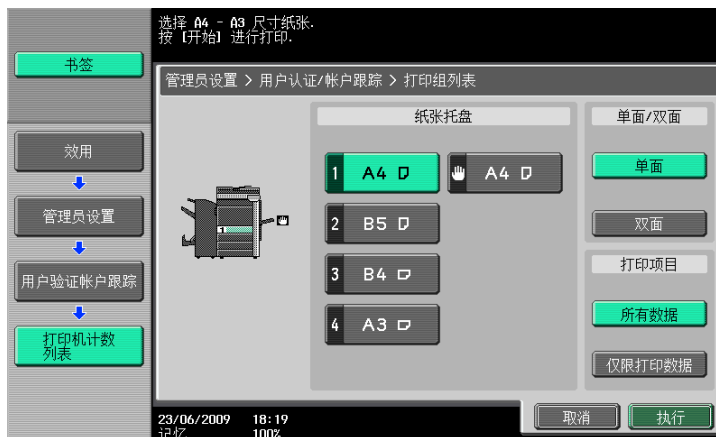 选择 A4 - A3 尺寸纸张.
按 [开始] 进行打印.
书签
管理员设置 > 用户认证/帐户跟踪 > 打印组列表
纸张托盘
单面/双面
效用
1 A4
A4
单面
管理员设置
2 B5
双面
用户验证帐户跟踪
3 B4
打印项目
打印机计数
列表
4 A3
所有数据
仅限打印数据
23/06/2009 18:19
记忆 100%
取消
执行